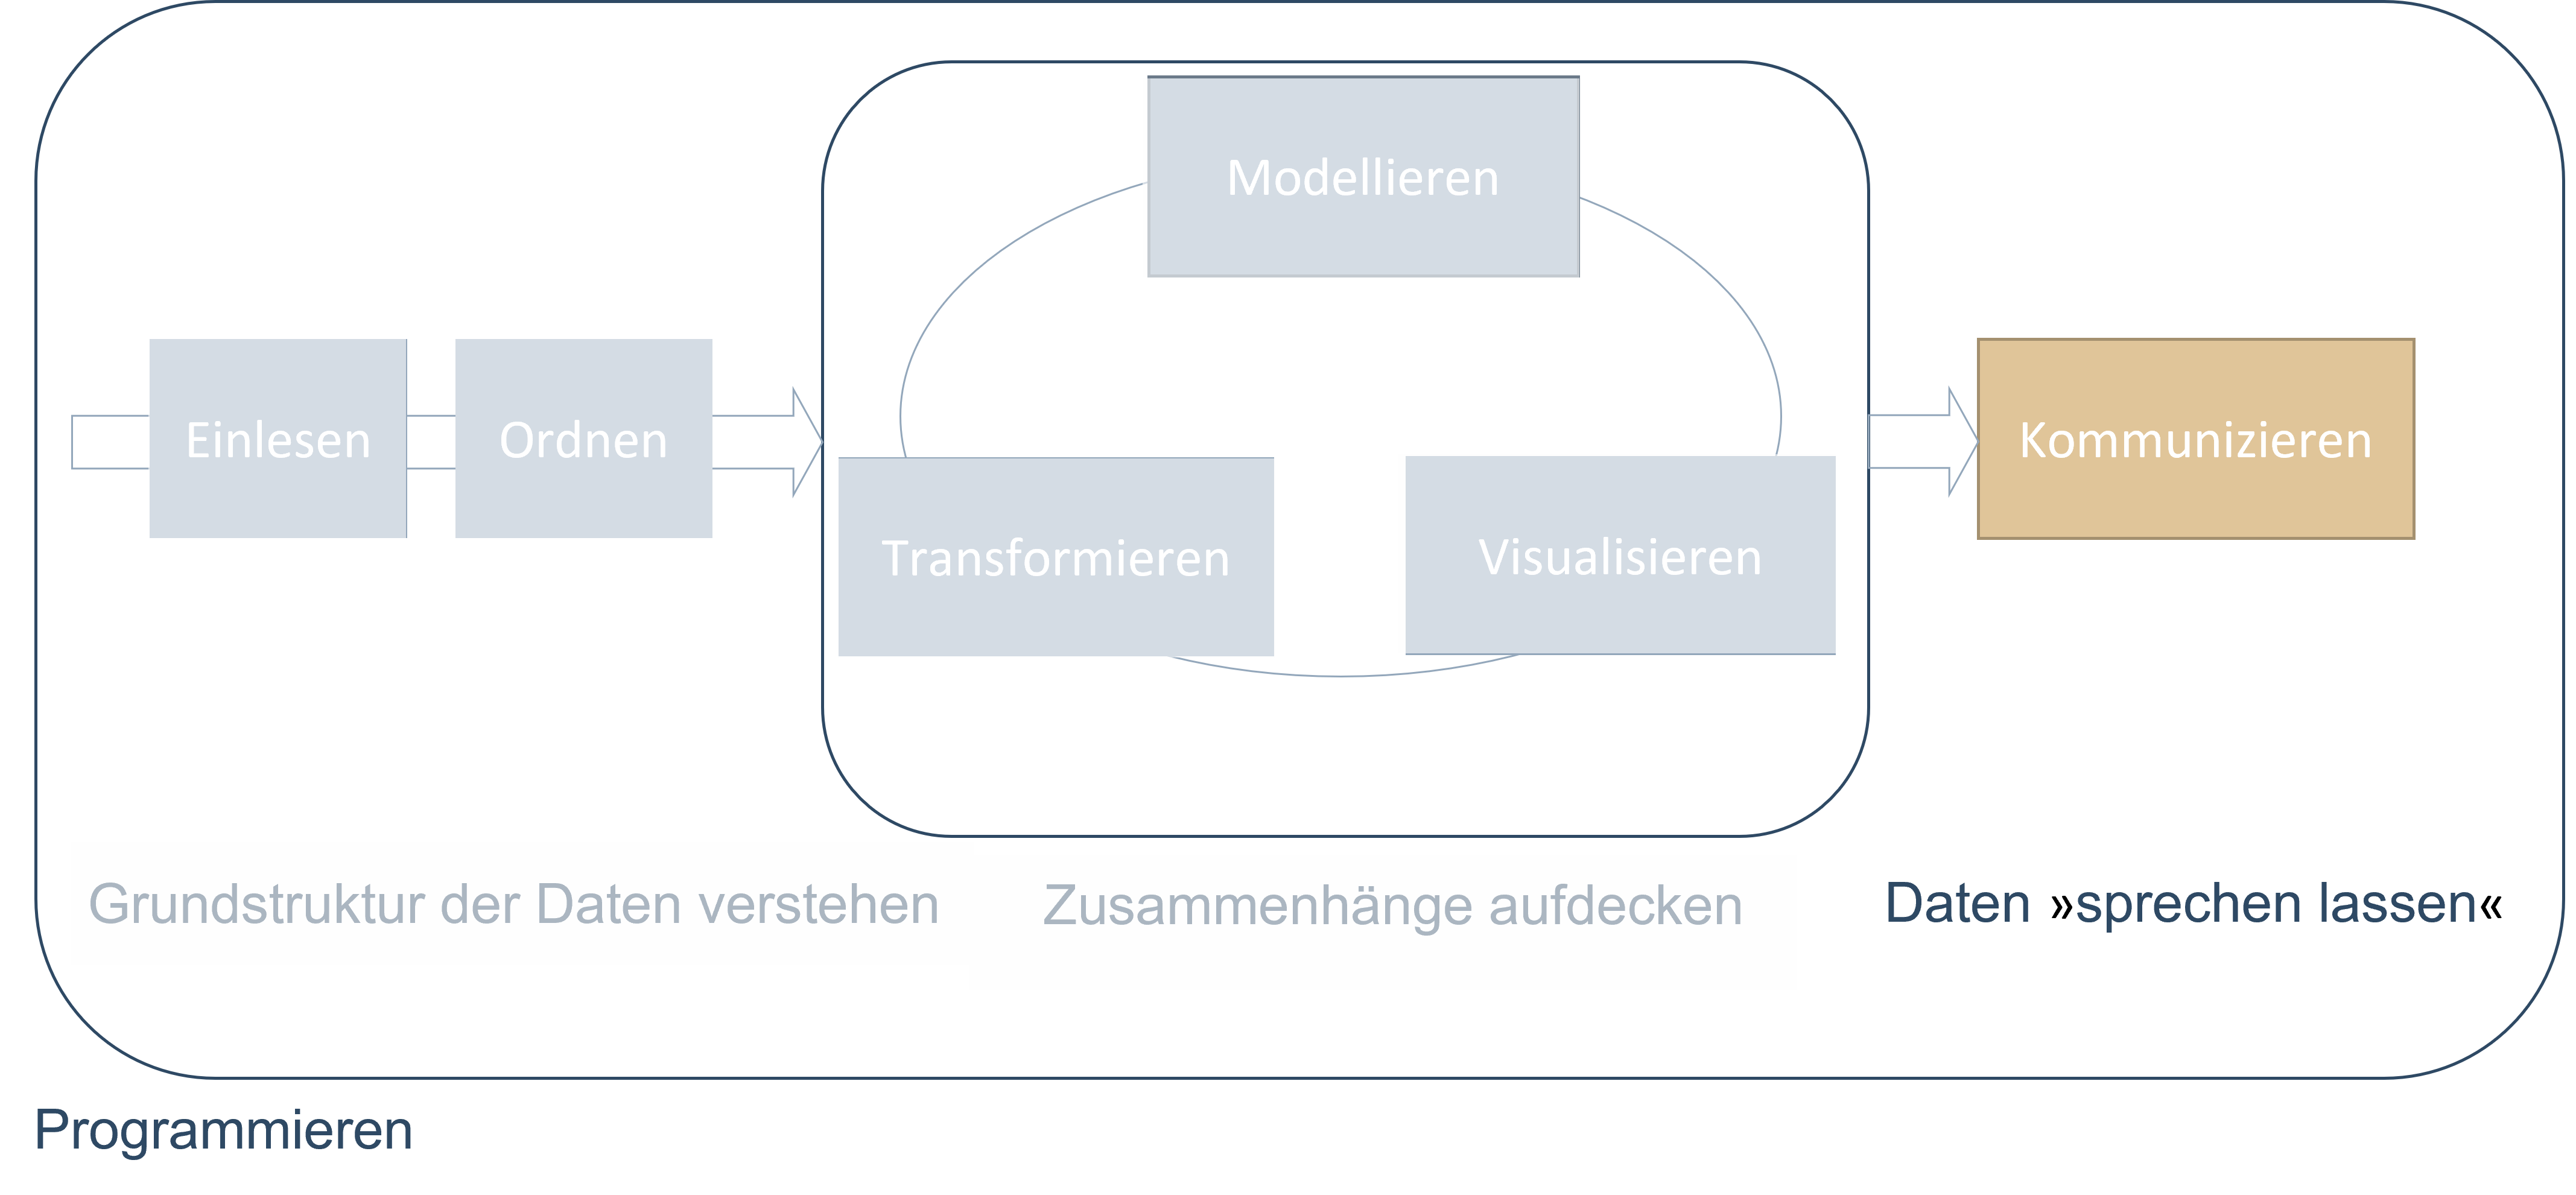 Modellieren
Einlesen
Ordnen
Kommunizieren
Transformieren
Visualisieren
Grundstruktur der Daten verstehen
Zusammenhänge aufdecken
Daten »sprechen lassen«
Programmieren